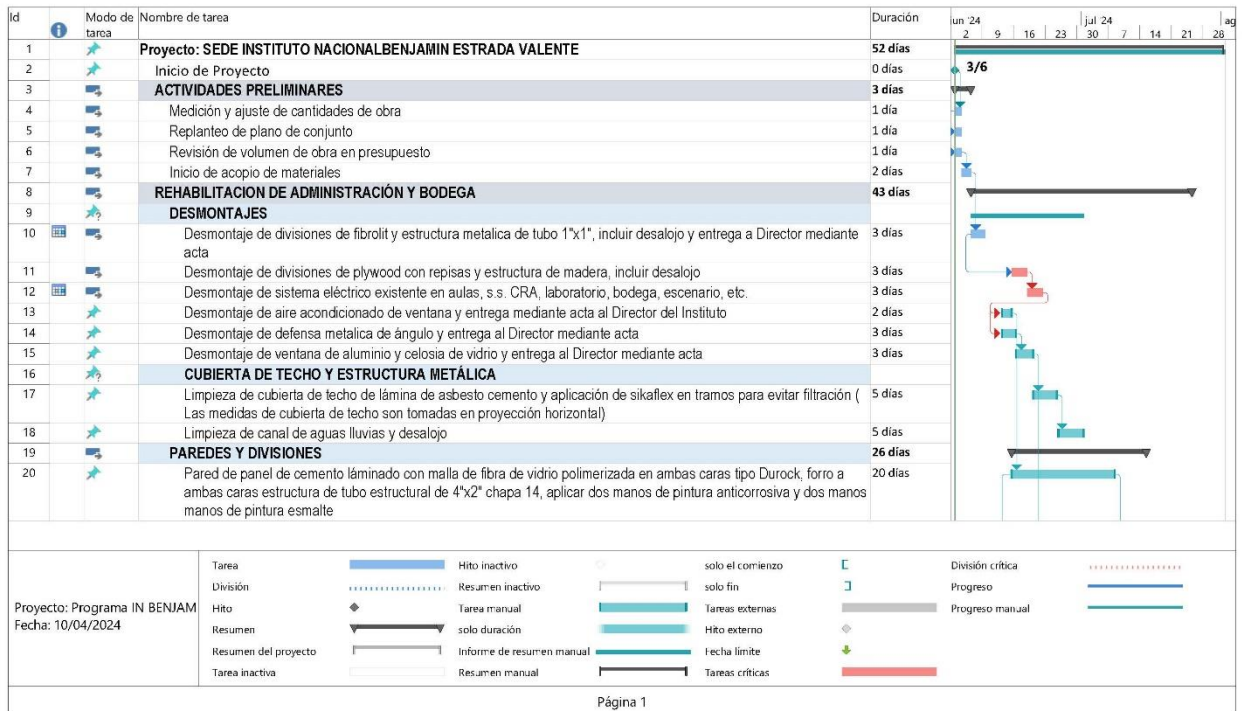 Id Modo de tarea Nombre de tarea Duración jun '24 jul '24 ag
2 9 16 23 30 7 14 21 28
1 Proyecto: SEDE INSTITUTO NACIONALBENJAMIN ESTRADA VALENTE 52 días
2 Inicio de Proyecto 0 días 3/6
3 ACTIVIDADES PRELIMINARES 3 días
4 Medición y ajuste de cantidades de obra 1 día
5 Replanteo de plano de conjunto 1 día
6 Revisión de volumen de obra en presupuesto 1 día
7 Inicio de acopio de materiales 2 días
8 REHABILITACION DE ADMINISTRACIÓN Y BODEGA 43 días
9 DESMONTAJES
10 Desmontaje de divisiones de fibrolit y estructura metalica de tubo 1"x1", incluir desalojo y entrega a Director mediante 3 días
acta
11 Desmontaje de divisiones de plywood con repisas y estructura de madera, incluir desalojo 3 días
12 Desmontaje de sistema eléctrico existente en aulas, s.s. CRA, laboratorio, bodega, escenario, etc. 3 días
13 Desmontaje de aire acondicionado de ventana y entrega mediante acta al Director del Instituto 2 días
14 Desmontaje de defensa metalica de ángulo y entrega al Director mediante acta 3 días
15 Desmontaje de ventana de aluminio y celosia de vidrio y entrega al Director mediante acta 3 días
16 CUBIERTA DE TECHO Y ESTRUCTURA METÁLICA
17 Limpieza de cubierta de techo de lámina de asbesto cemento y aplicación de sikaflex en tramos para evitar filtración ( 5 días
Las medidas de cubierta de techo son tomadas en proyección horizontal)
18 Limpieza de canal de aguas lluvias y desalojo 5 días
19 PAREDES Y DIVISIONES 26 días
20 Pared de panel de cemento láminado con malla de fibra de vidrio polimerizada en ambas caras tipo Durock, forro a 20 días
ambas caras estructura de tubo estructural de 4"x2" chapa 14, aplicar dos manos de pintura anticorrosiva y dos manos
manos de pintura esmalte
Proyecto: Programa IN BENJAM
Fecha: 10/04/2024
Tarea Hito inactivo solo el comienzo División crítica
División Resumen inactivo solo fin Progreso
Hito Tarea manual Tareas externas Progreso manual
Resumen solo duración Hito externo
Resumen del proyecto Informe de resumen manual Fecha límite
Tarea inactiva Resumen manual Tareas críticas
Página 1